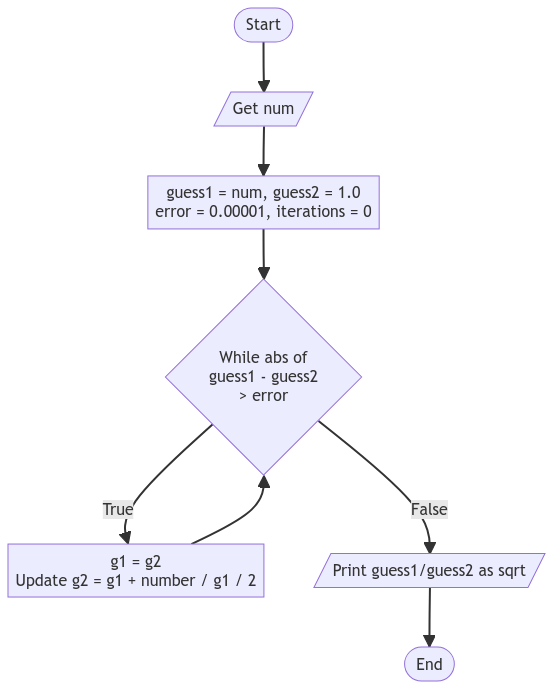 Start
Get num
guess1 = num, guess2 = 1.0
error = 0.00001, iterations = 0
While abs of
guess1 - guess2
> error
True
False
g1 = g2
Update g2 = g1 + number / g1 / 2
Print guess1/guess2 as sqrt
End